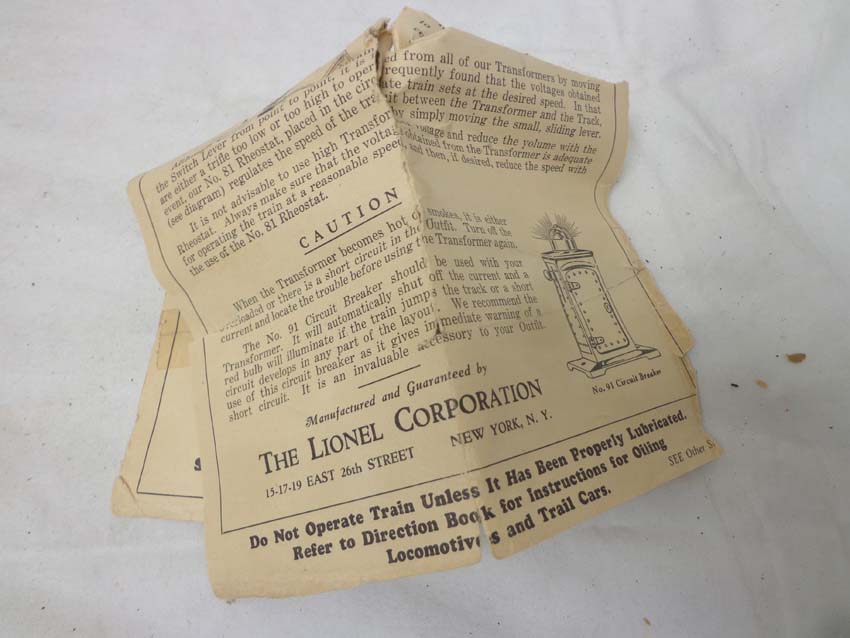 the Switch Lever from point to point, it is
ed from all of our Transformers by moving
are either a trifle too low or too high to oper
requently found that the voltages obtained
event, our No. 81 Rheostat, placed in the circ
ate train sets at the desired speed. In that
(see diagram) regulates the speed of the tra
it between the Transformer and the Track,
by simply moving the small, sliding lever.
It is not advisable to use high Transfor
voltage and reduce the volume with the
Rheostat. Always make sure that the voltag
obtained from the Transformer is adequate
for operating the train at a reasonable speed,
and then, if desired, reduce the speed with
the use of the No. 81 Rheostat.
CAUTION
When the Transformer becomes hot o
smokes, it is either
overloaded or there is a short circuit in the
Outfit. Turn off the
current and locate the trouble before using t
he Transformer again.
The No. 91 Circuit Breaker should be used with your
Transformer. It will automatically shut off the current and a
red bulb will illuminate if the train jumps the track or a short
circuit develops in any part of the layout. We recommend the
use of this circuit breaker as it gives immediate warning of a
short circuit. It is an invaluable accessory to your Outfit.
No. 91 Circuit Breaker
Manufactured and Guaranteed by
THE LIONEL CORPORATION
15-17-19 EAST 26th STREET NEW YORK, N. Y.
Do Not Operate Train Unless It Has Been Properly Lubricated.
Refer to Direction Book for Instructions for Oiling
Locomotives and Trail Cars.
SEE Other S